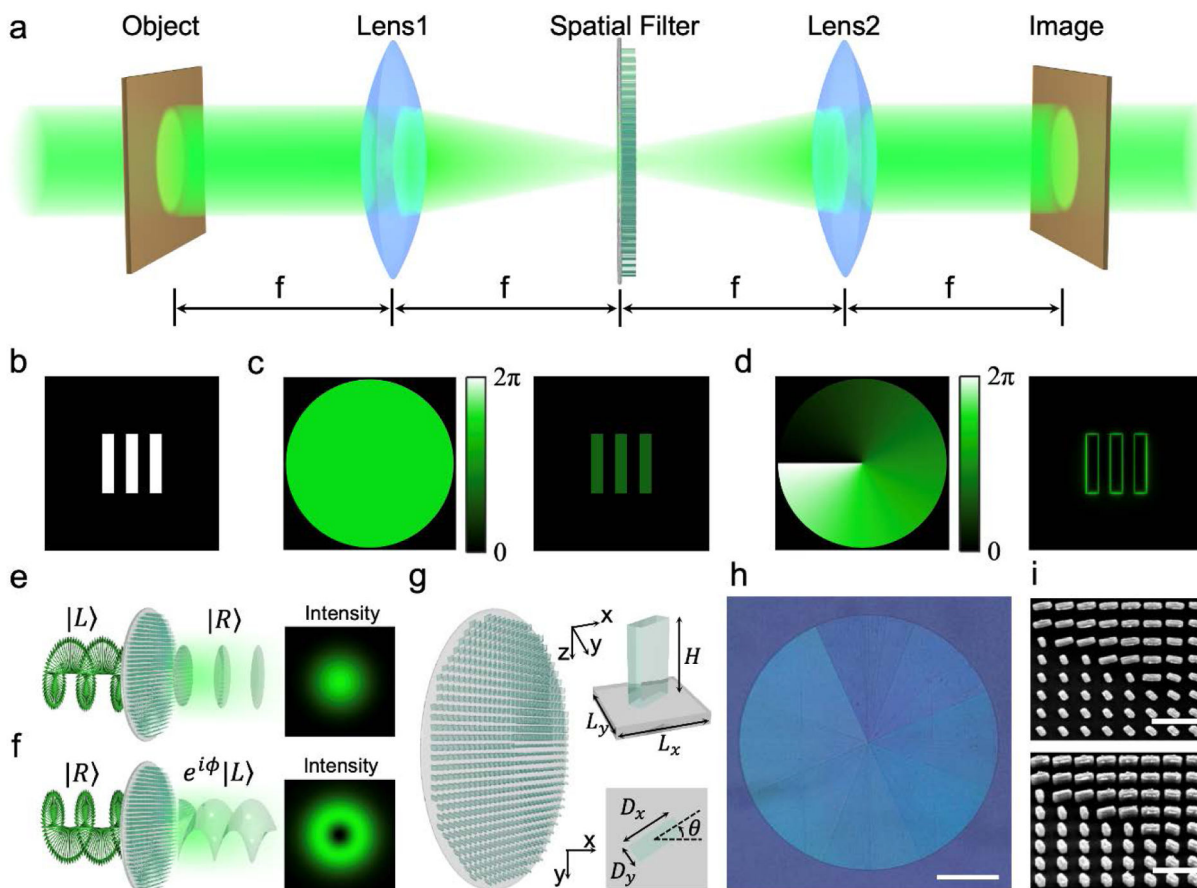 a
Object Lens1 Spatial Filter Lens2 Image
f f f f
b c d
2π 2π
0 0
e g h i
|L⟩ |R⟩ Intensity
x
y
z
H
L_y
L_x
f
|R⟩ e^{iϕ}|L⟩ Intensity
D_x
θ
x
y
D_y